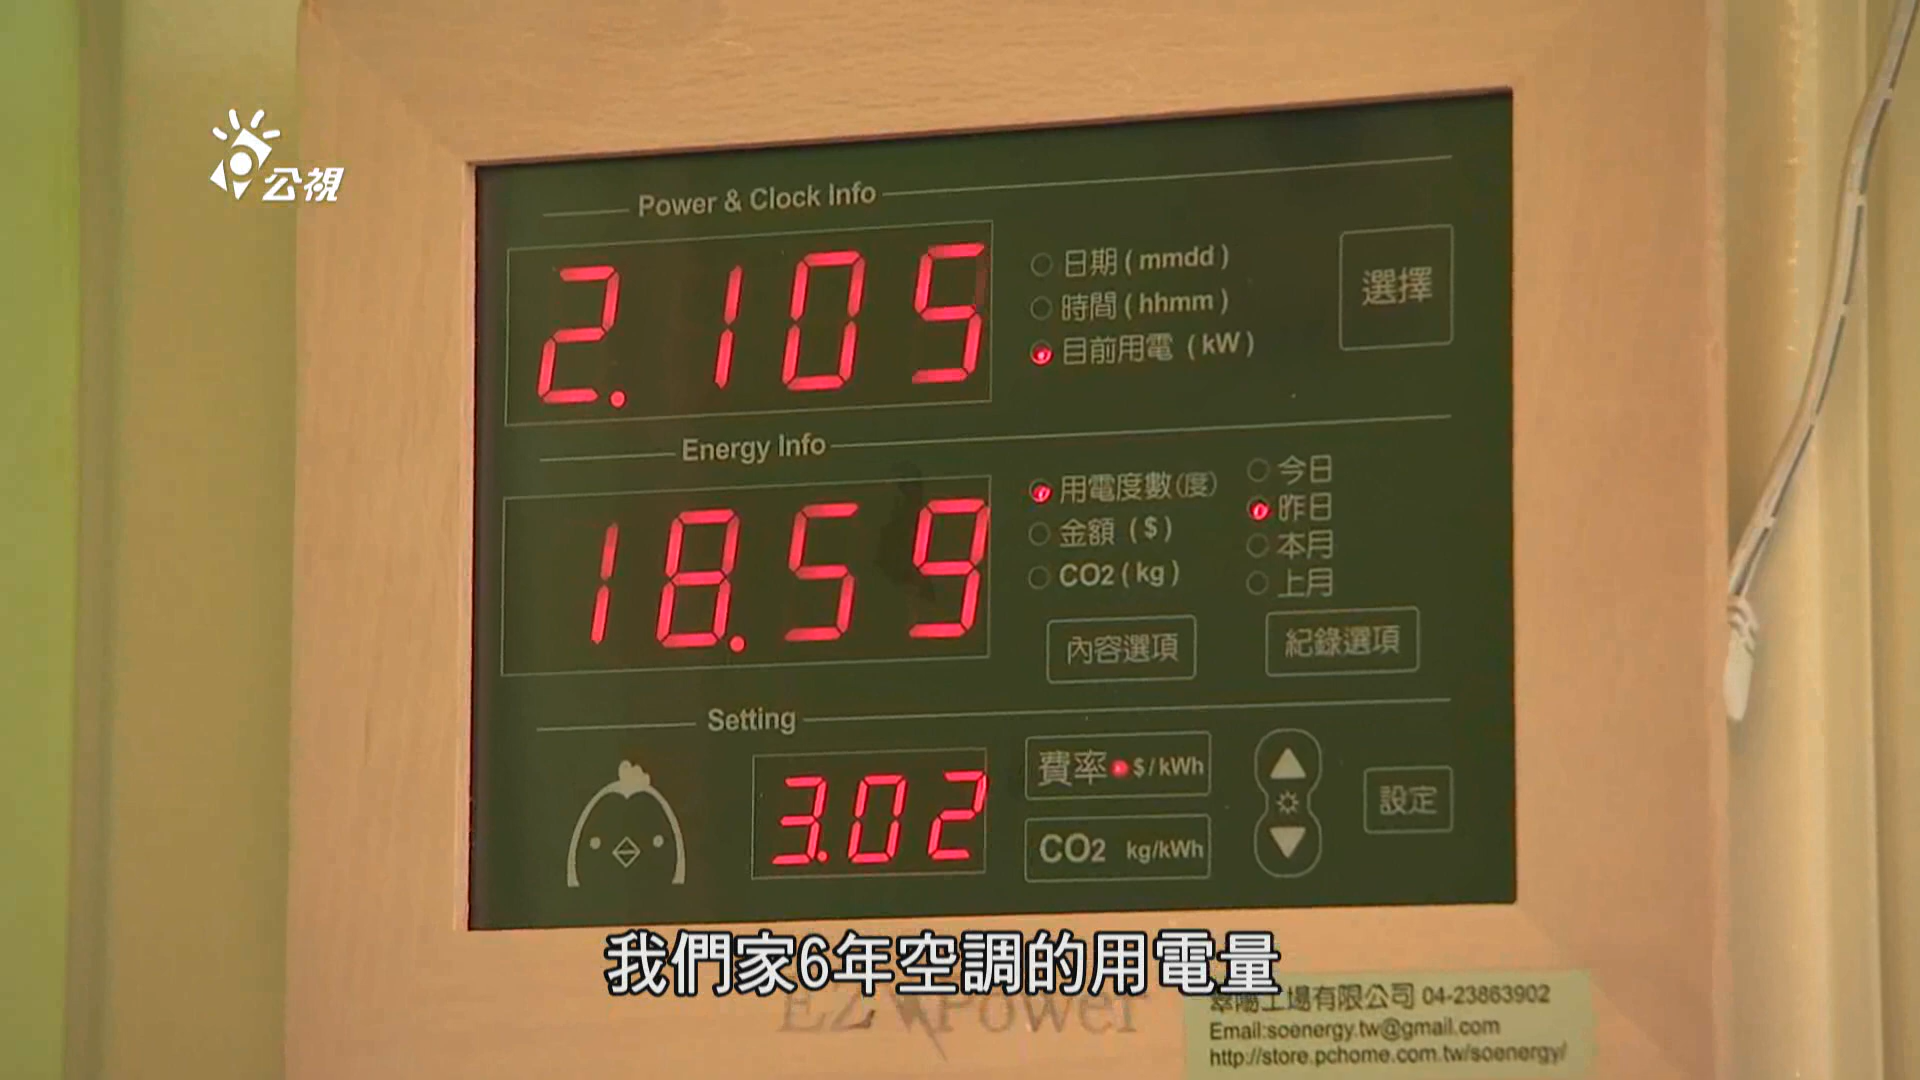 公視
Power & Clock Info
2.105
日期 ( mmdd )
時間 ( hhmm )
目前用電 ( kW )
選擇
Energy Info
18.59
用電度數(度)
金額 ( $ )
CO2 ( kg )
今日
昨日
本月
上月
內容選項
紀錄選項
Setting
3.02
費率 $/kWh
CO2 kg/kWh
設定
我們家6年空調的用電量
EZ Power
工場有限公司 04-23863902
Email:soenergy.tw@gmail.com
http://store.pchome.com.tw/soenergy/